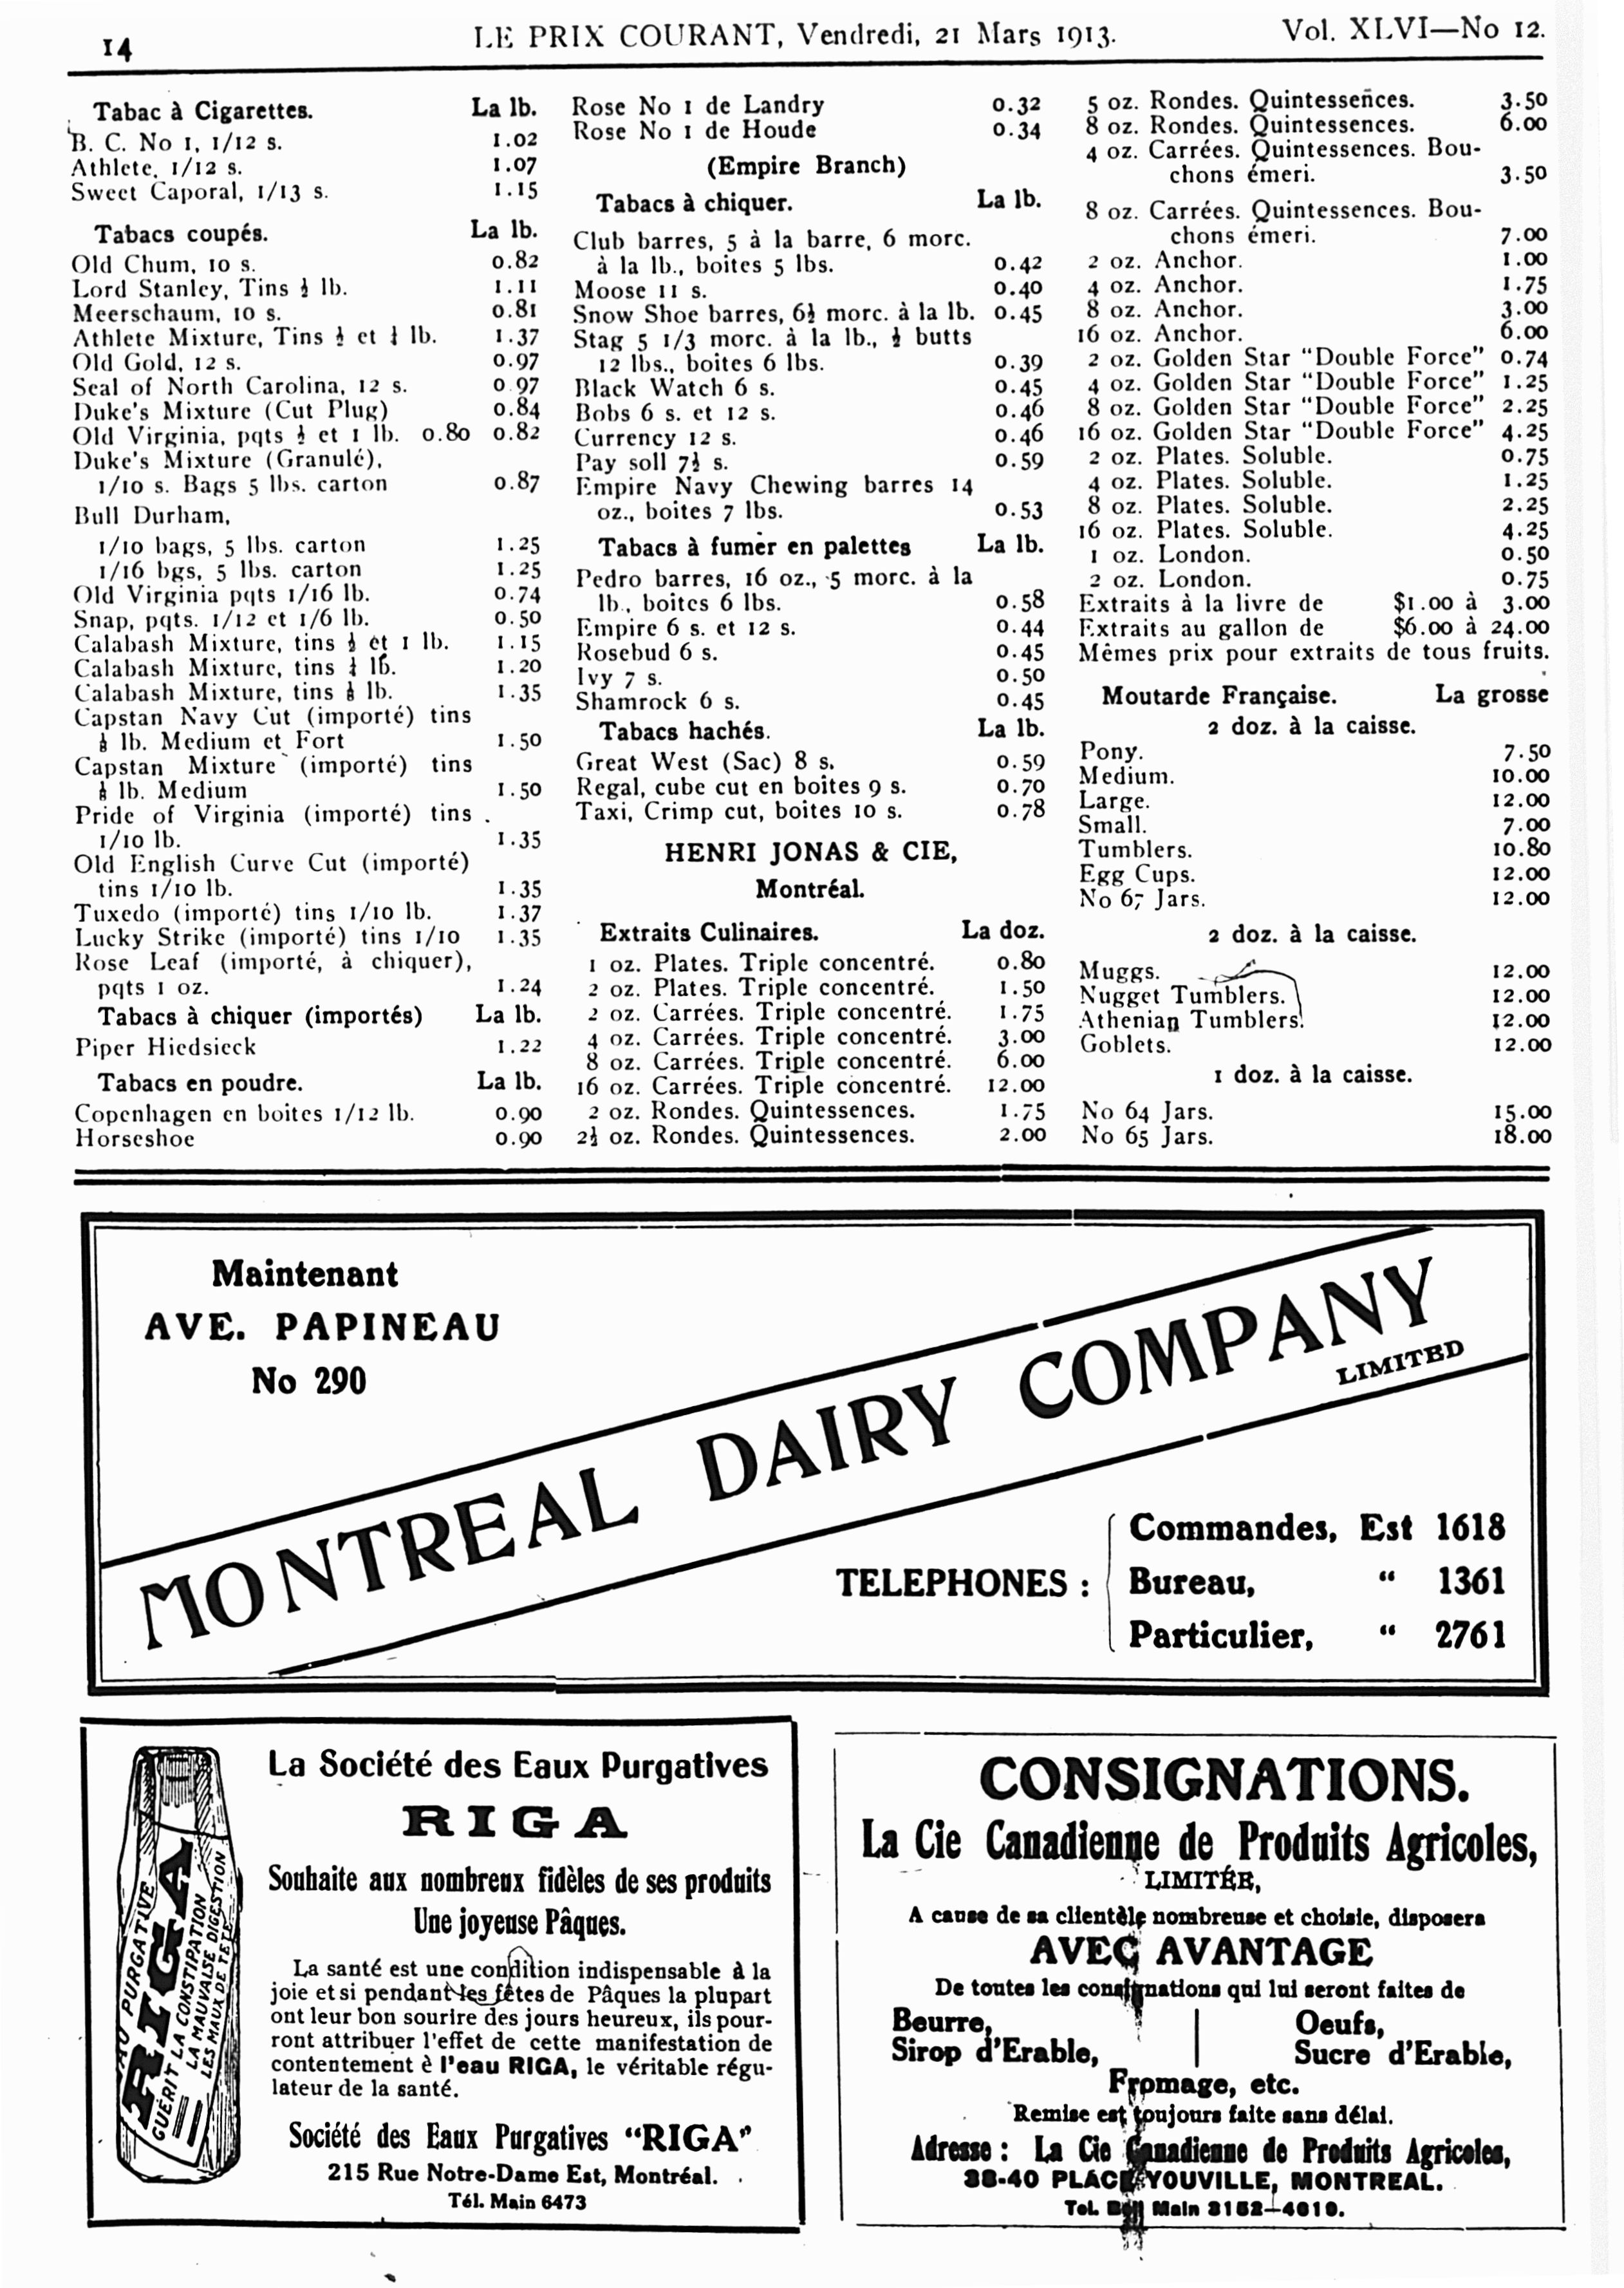 14
LE PRIX COURANT, Vendredi, 21 Mars 1913.
Vol. XLVI—No 12.
Tabac à Cigarettes. La lb.
B. C. No 1, 1/12 s. 1.02
Athlete, 1/12 s. 1.07
Sweet Caporal, 1/13 s. 1.15
Tabacs coupés. La lb.
Old Chum, 10 s. 0.82
Lord Stanley, Tins ½ lb. 1.11
Meerschaum, 10 s. 0.81
Athlete Mixture, Tins ½ et ¼ lb. 1.37
Old Gold, 12 s. 0.97
Seal of North Carolina, 12 s. 0 97
Duke's Mixture (Cut Plug) 0.84
Old Virginia, pqts ½ et 1 lb. 0.80 0.82
Duke's Mixture (Granulé),
1/10 s. Bags 5 lbs. carton 0.87
Bull Durham,
1/10 bags, 5 lbs. carton 1.25
1/16 bgs, 5 lbs. carton 1.25
Old Virginia pqts 1/16 lb. 0.74
Snap, pqts. 1/12 et 1/6 lb. 0.50
Calabash Mixture, tins ½ et 1 lb. 1.15
Calabash Mixture, tins ¼ lb. 1.20
Calabash Mixture, tins ⅛ lb. 1.35
Capstan Navy Cut (importé) tins
⅛ lb. Medium et Fort 1.50
Capstan Mixture (importé) tins
⅛ lb. Medium 1.50
Pride of Virginia (importé) tins
1/10 lb. 1.35
Old English Curve Cut (importé)
tins 1/10 lb. 1.35
Tuxedo (importé) tins 1/10 lb. 1.37
Lucky Strike (importé) tins 1/10 1.35
Rose Leaf (importé, à chiquer),
pqts 1 oz. 1.24
Tabacs à chiquer (importés) La lb.
Piper Hiedsieck 1.22
Tabacs en poudre. La lb.
Copenhagen en boites 1/12 lb. 0.90
Horseshoe 0.90
Rose No 1 de Landry 0.32
Rose No 1 de Houde 0.34
(Empire Branch)
Tabacs à chiquer. La lb.
Club barres, 5 à la barre, 6 morc.
à la lb., boites 5 lbs. 0.42
Moose 11 s. 0.40
Snow Shoe barres, 6½ morc. à la lb. 0.45
Stag 5 1/3 morc. à la lb., ½ butts
12 lbs., boites 6 lbs. 0.39
Black Watch 6 s. 0.45
Bobs 6 s. et 12 s. 0.46
Currency 12 s. 0.46
Pay soll 7½ s. 0.59
Empire Navy Chewing barres 14
oz., boites 7 lbs. 0.53
Tabacs à fumer en palettes La lb.
Pedro barres, 16 oz., 5 morc. à la
lb., boites 6 lbs. 0.58
Empire 6 s. et 12 s. 0.44
Rosebud 6 s. 0.45
Ivy 7 s. 0.50
Shamrock 6 s. 0.45
Tabacs hachés. La lb.
Great West (Sac) 8 s. 0.59
Regal, cube cut en boites 9 s. 0.70
Taxi, Crimp cut, boites 10 s. 0.78
HENRI JONAS & CIE,
Montréal.
Extraits Culinaires. La doz.
1 oz. Plates. Triple concentré. 0.80
2 oz. Plates. Triple concentré. 1.50
2 oz. Carrées. Triple concentré. 1.75
4 oz. Carrées. Triple concentré. 3.00
8 oz. Carrées. Triple concentré. 6.00
16 oz. Carrées. Triple concentré. 12.00
2 oz. Rondes. Quintessences. 1.75
2½ oz. Rondes. Quintessences. 2.00
5 oz. Rondes. Quintessences. 3.50
8 oz. Rondes. Quintessences. 6.00
4 oz. Carrées. Quintessences. Bou-
chons émeri. 3.50
8 oz. Carrées. Quintessences. Bou-
chons émeri. 7.00
2 oz. Anchor. 1.00
4 oz. Anchor. 1.75
8 oz. Anchor. 3.00
16 oz. Anchor. 6.00
2 oz. Golden Star "Double Force" 0.74
4 oz. Golden Star "Double Force" 1.25
8 oz. Golden Star "Double Force" 2.25
16 oz. Golden Star "Double Force" 4.25
2 oz. Plates. Soluble. 0.75
4 oz. Plates. Soluble. 1.25
8 oz. Plates. Soluble. 2.25
16 oz. Plates. Soluble. 4.25
1 oz. London. 0.50
2 oz. London. 0.75
Extraits à la livre de $1.00 à 3.00
Extraits au gallon de $6.00 à 24.00
Mêmes prix pour extraits de tous fruits.
Moutarde Française. La grosse
2 doz. à la caisse.
Pony. 7.50
Medium. 10.00
Large. 12.00
Small. 7.00
Tumblers. 10.80
Egg Cups. 12.00
No 67 Jars. 12.00
2 doz. à la caisse.
Muggs. 12.00
Nugget Tumblers. 12.00
Athenian Tumblers. 12.00
Goblets. 12.00
1 doz. à la caisse.
No 64 Jars. 15.00
No 65 Jars. 18.00
Maintenant
AVE. PAPINEAU
No 290
MONTREAL DAIRY COMPANY
LIMITED
TELEPHONES :
Commandes, Est 1618
Bureau, " 1361
Particulier, " 2761
EAU PURGATIVE
RIGA
GUÉRIT LA CONSTIPATION
LA MAUVAISE DIGESTION
LES MAUX DE TETE
La Société des Eaux Purgatives
RIGA
Souhaite aux nombreux fidèles de ses produits
Une joyeuse Pâques.
La santé est une condition indispensable à la
joie et si pendant les fêtes de Pâques la plupart
ont leur bon sourire des jours heureux, ils pour-
ront attribuer l'effet de cette manifestation de
contentement è l'eau RIGA, le véritable régu-
lateur de la santé.
Société des Eaux Purgatives "RIGA"
215 Rue Notre-Dame Est, Montréal.
Tél. Main 6473
CONSIGNATIONS.
La Cie Canadienne de Produits Agricoles,
LIMITÉE,
A cause de sa clientèle nombreuse et choisie, disposera
AVEC AVANTAGE
De toutes les consignations qui lui seront faites de
Beurre, Oeufs,
Sirop d'Erable, Sucre d'Erable,
Fromage, etc.
Remise est toujours faite sans délai.
Adresse : La Cie Canadienne de Produits Agricoles,
38-40 PLACE YOUVILLE, MONTREAL.
Tel. Bell Main 3152—4619.